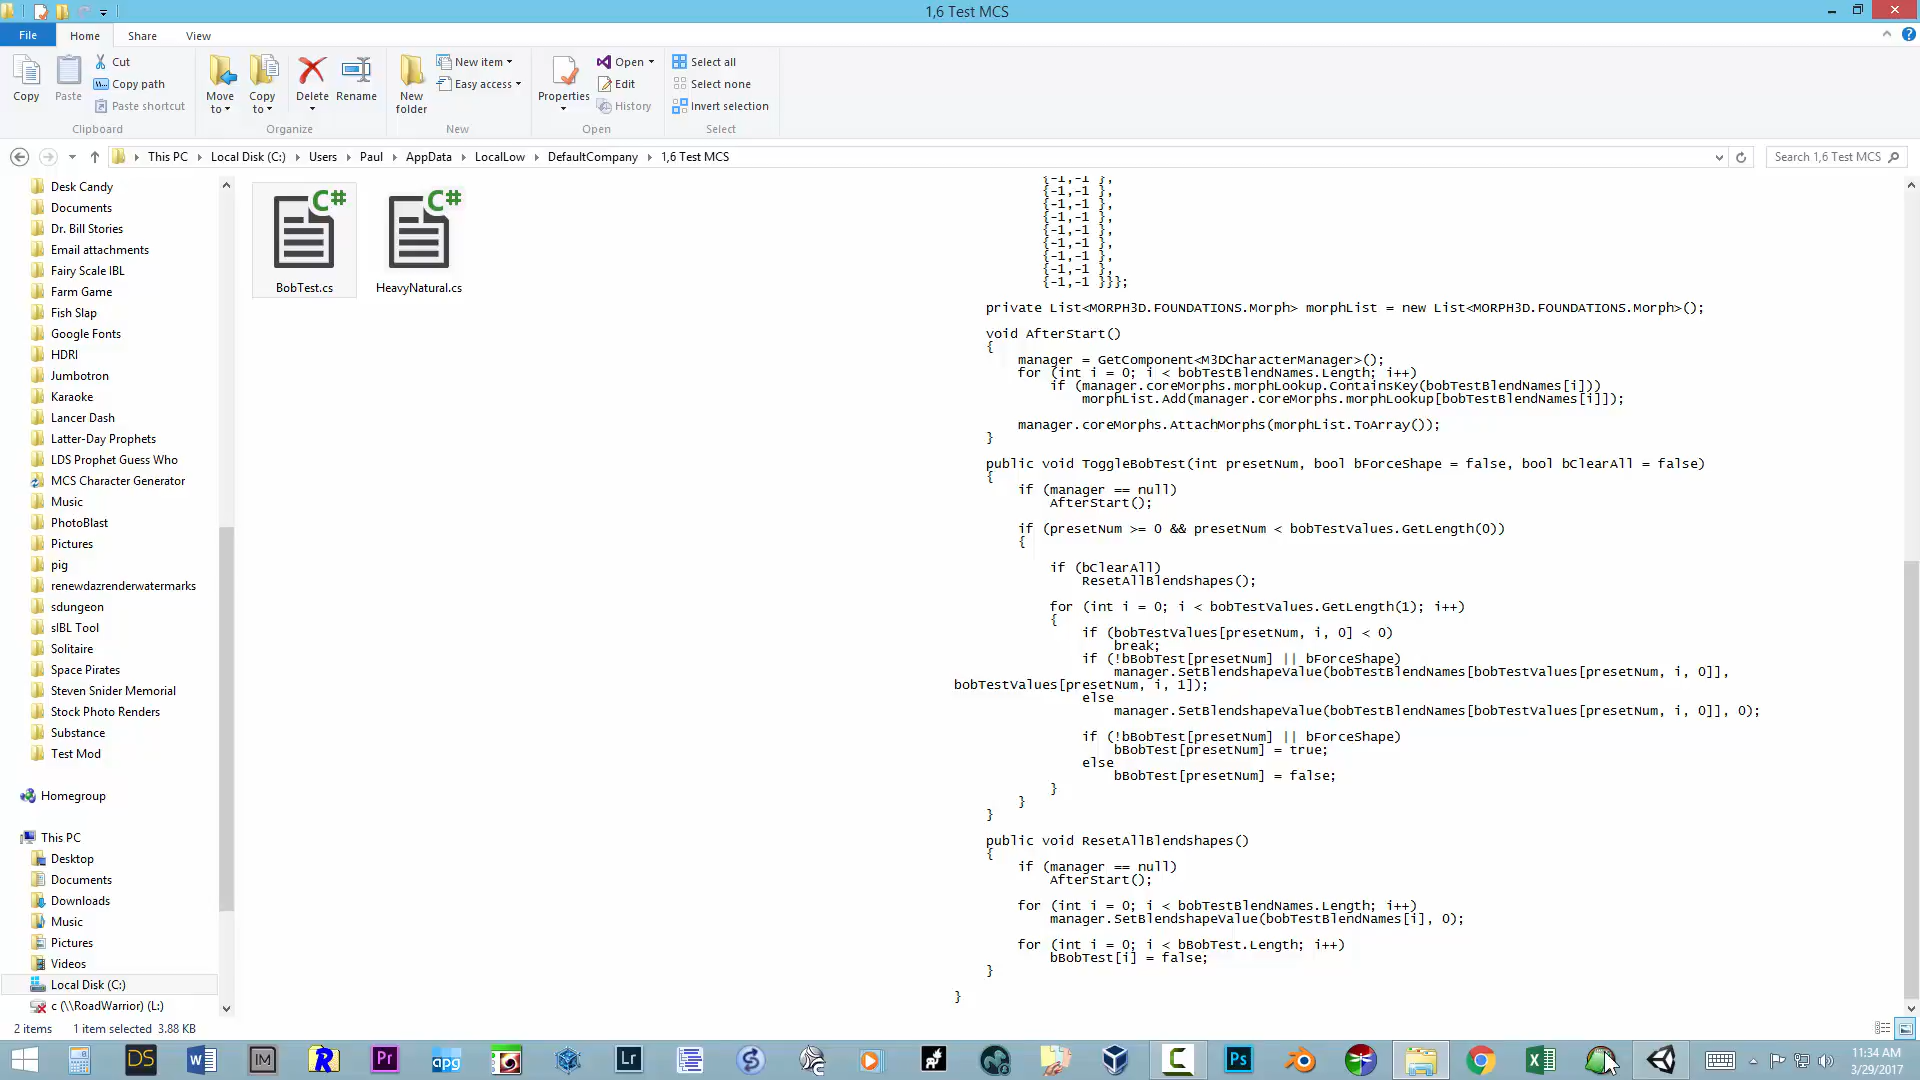 1,6 Test MCS
File Home Share View
Copy
Paste
Cut
Copy path
Paste shortcut
Clipboard
Move to
Copy to
Delete
Rename
Organize
New folder
New item
Easy access
New
Properties
Open
Edit
History
Open
Select all
Select none
Invert selection
Select
This PC Local Disk (C:) Users Paul AppData LocalLow DefaultCompany 1,6 Test MCS
Search 1,6 Test MCS
Desk Candy
Documents
Dr. Bill Stories
Email attachments
Fairy Scale IBL
Farm Game
Fish Slap
Google Fonts
HDRI
Jumbotron
Karaoke
Lancer Dash
Latter-Day Prophets
LDS Prophet Guess Who
MCS Character Generator
Music
PhotoBlast
Pictures
pig
renewdazrenderwatermarks
sdungeon
sIBL Tool
Solitaire
Space Pirates
Steven Snider Memorial
Stock Photo Renders
Substance
Test Mod
Homegroup
This PC
Desktop
Documents
Downloads
Music
Pictures
Videos
Local Disk (C:)
c (\\RoadWarrior) (L:)
C# C#
BobTest.cs HeavyNatural.cs
{-1,-1 },
{-1,-1 },
{-1,-1 },
{-1,-1 },
{-1,-1 },
{-1,-1 },
{-1,-1 },
{-1,-1 },
{-1,-1 }}};
private List<MORPH3D.FOUNDATIONS.Morph> morphList = new List<MORPH3D.FOUNDATIONS.Morph>();
void AfterStart()
{
manager = GetComponent<M3DCharacterManager>();
for (int i = 0; i < bobTestBlendNames.Length; i++)
if (manager.coreMorphs.morphLookup.ContainsKey(bobTestBlendNames[i]))
morphList.Add(manager.coreMorphs.morphLookup[bobTestBlendNames[i]]);
manager.coreMorphs.AttachMorphs(morphList.ToArray());
}
public void ToggleBobTest(int presetNum, bool bForceShape = false, bool bClearAll = false)
{
if (manager == null)
AfterStart();
if (presetNum >= 0 && presetNum < bobTestValues.GetLength(0))
{
if (bClearAll)
ResetAllBlendshapes();
for (int i = 0; i < bobTestValues.GetLength(1); i++)
{
if (bobTestValues[presetNum, i, 0] < 0)
break;
if (!bBobTest[presetNum] || bForceShape)
manager.SetBlendshapeValue(bobTestBlendNames[bobTestValues[presetNum, i, 0]],
bobTestValues[presetNum, i, 1]);
else
manager.SetBlendshapeValue(bobTestBlendNames[bobTestValues[presetNum, i, 0]], 0);
if (!bBobTest[presetNum] || bForceShape)
bBobTest[presetNum] = true;
else
bBobTest[presetNum] = false;
}
}
}
public void ResetAllBlendshapes()
{
if (manager == null)
AfterStart();
for (int i = 0; i < bobTestBlendNames.Length; i++)
manager.SetBlendshapeValue(bobTestBlendNames[i], 0);
for (int i = 0; i < bBobTest.Length; i++)
bBobTest[i] = false;
}
}
2 items 1 item selected 3.88 KB
DS IM R Pr apg Lr S C Ps
11:34 AM
3/29/2017